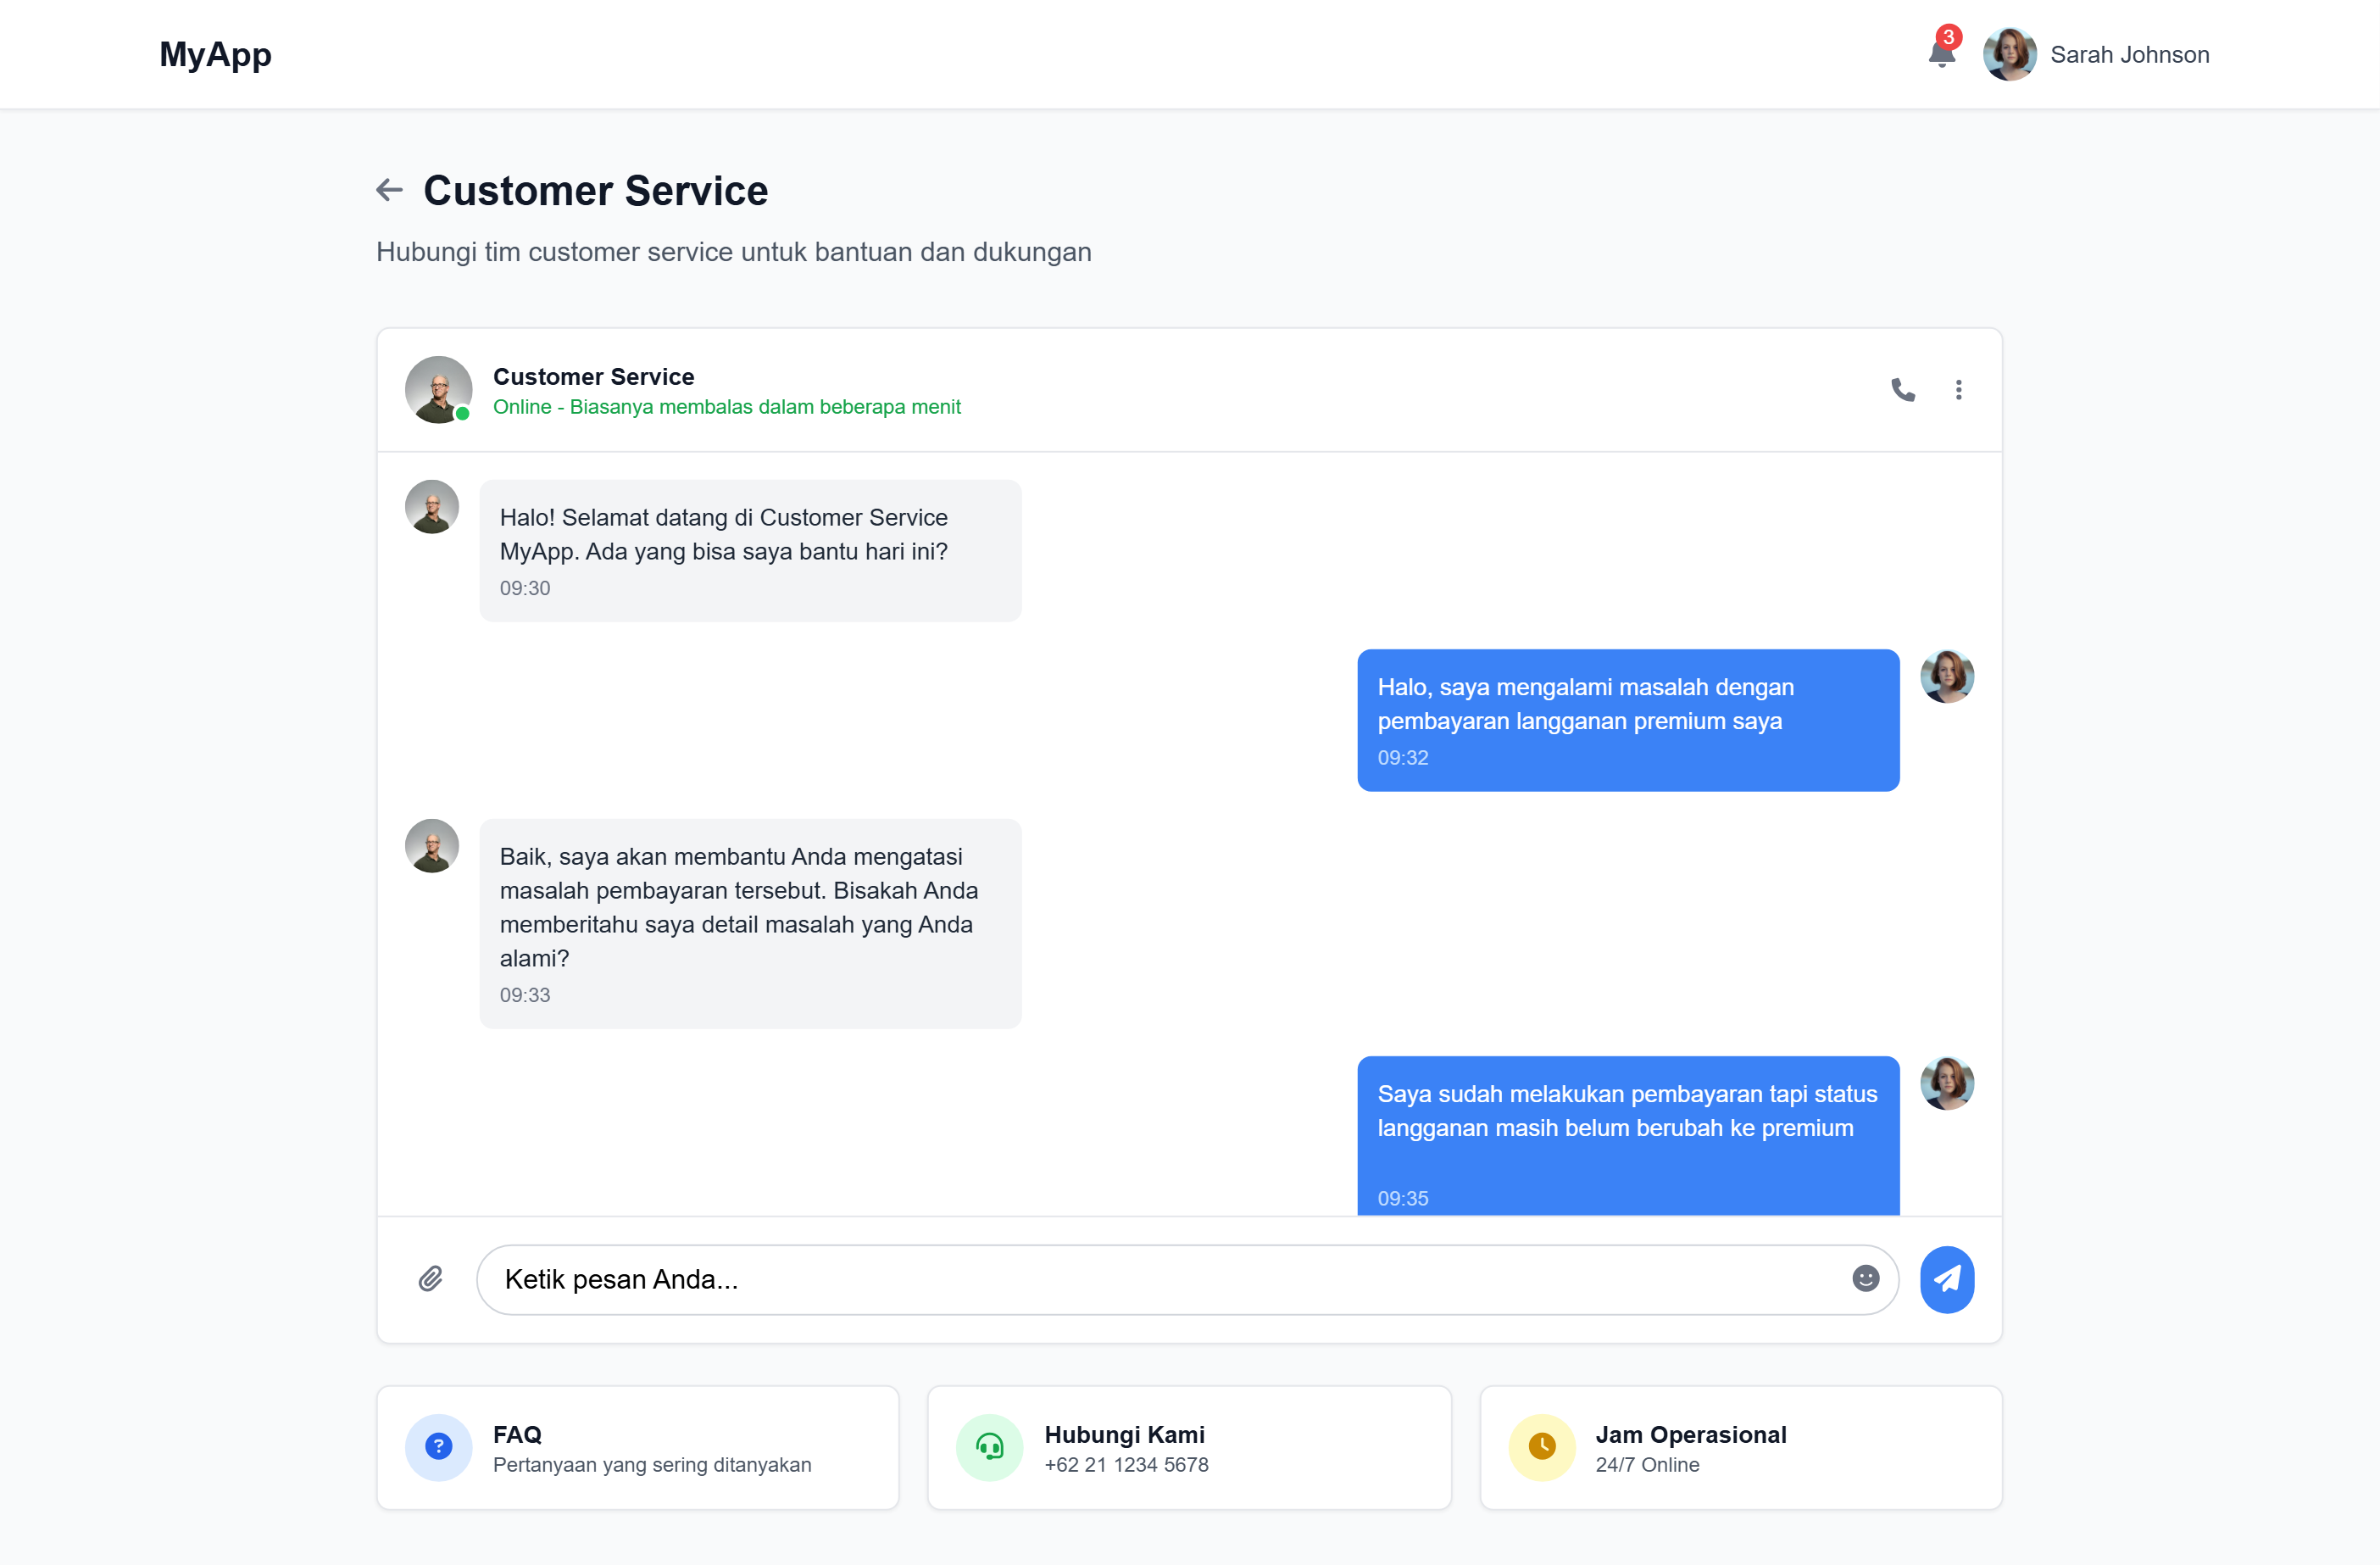 MyApp
3
Sarah Johnson
Customer Service
Hubungi tim customer service untuk bantuan dan dukungan
Customer Service
Online - Biasanya membalas dalam beberapa menit
Halo! Selamat datang di Customer Service
MyApp. Ada yang bisa saya bantu hari ini?
09:30
Halo, saya mengalami masalah dengan
pembayaran langganan premium saya
09:32
Baik, saya akan membantu Anda mengatasi
masalah pembayaran tersebut. Bisakah Anda
memberitahu saya detail masalah yang Anda
alami?
09:33
Saya sudah melakukan pembayaran tapi status
langganan masih belum berubah ke premium
09:35
Ketik pesan Anda...
FAQ
Pertanyaan yang sering ditanyakan
Hubungi Kami
+62 21 1234 5678
Jam Operasional
24/7 Online